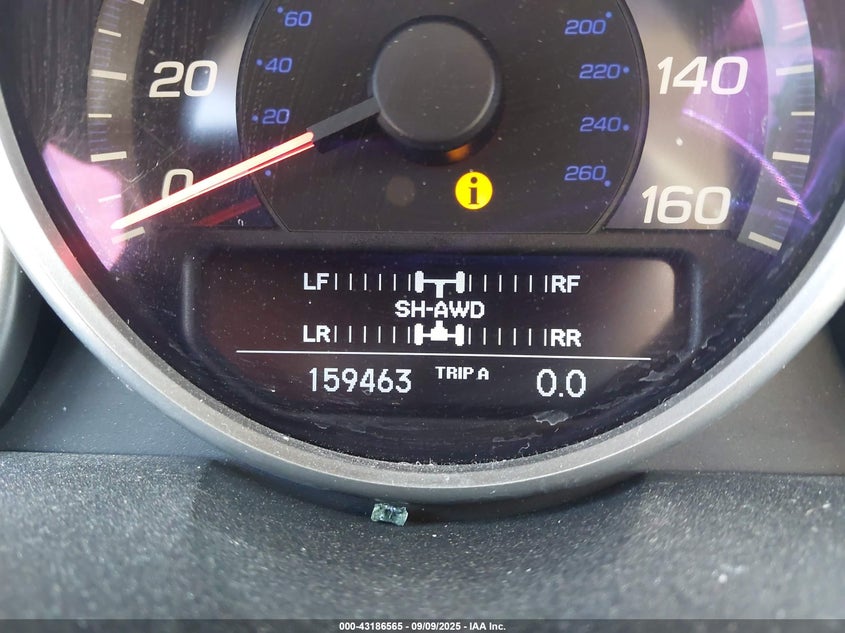 60 200
20 40 220 140
20 240
0 260 160
i
LF RF
SH-AWD
LR RR
159463 TRIP A 0.0
000-43186565 - 09/09/2025 - IAA Inc.